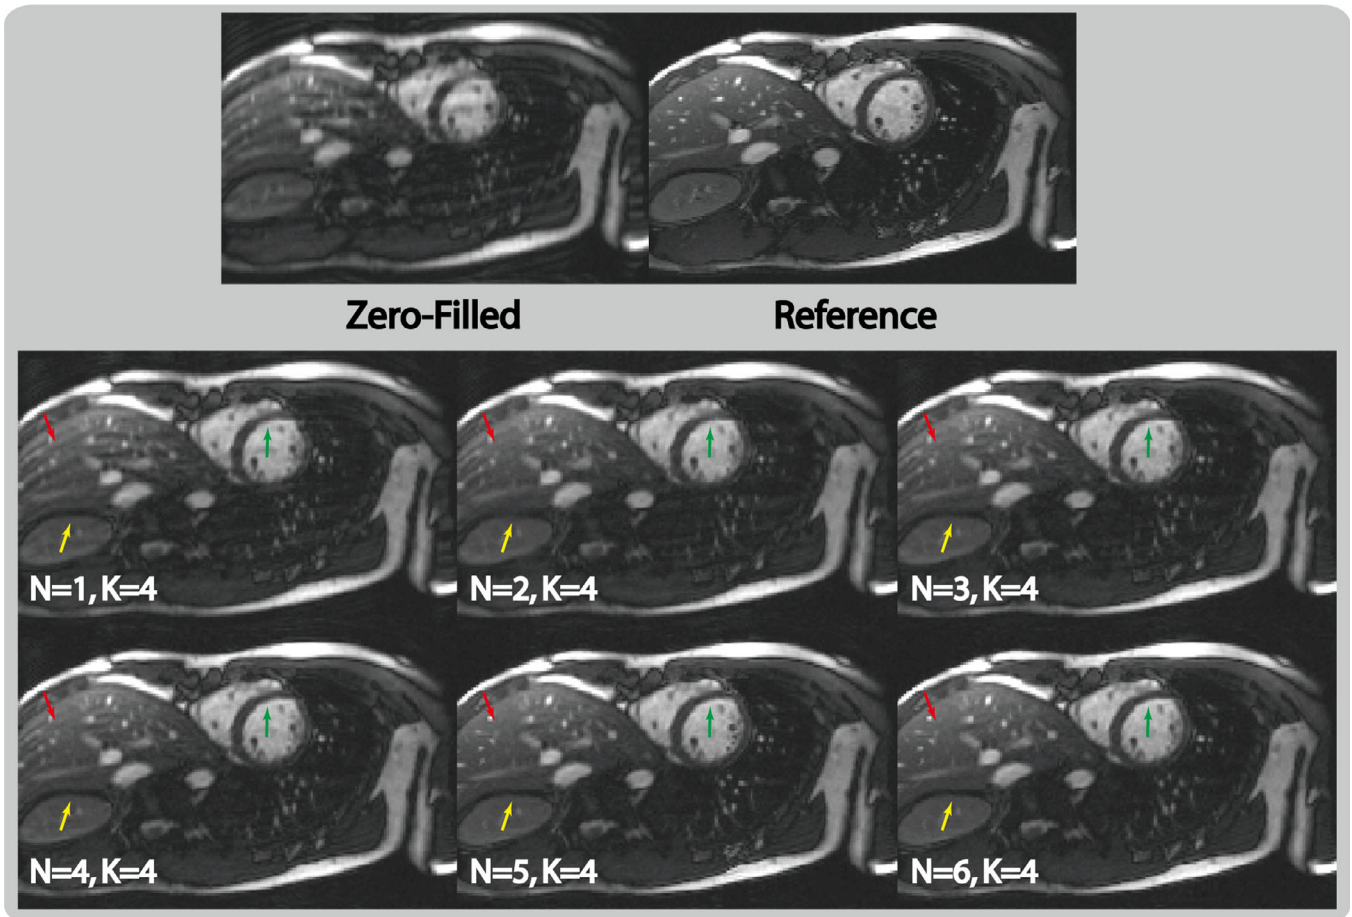 Zero-Filled
Reference
N=1, K=4
N=2, K=4
N=3, K=4
N=4, K=4
N=5, K=4
N=6, K=4